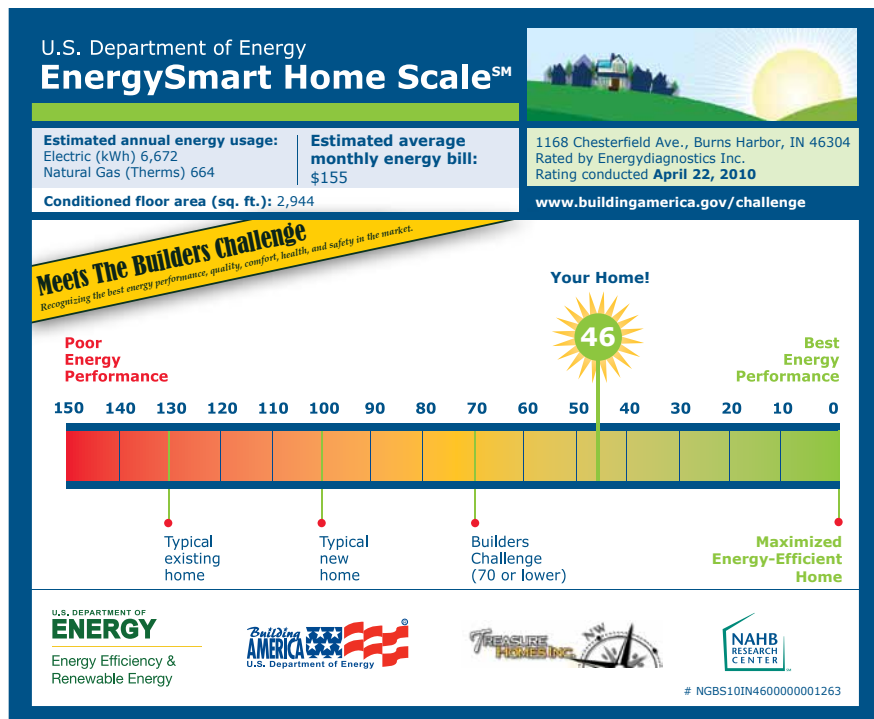 U.S. Department of Energy
EnergySmart Home Scale℠
Estimated annual energy usage:
Electric (kWh) 6,672
Natural Gas (Therms) 664
Estimated average
monthly energy bill:
$155
Conditioned floor area (sq. ft.): 2,944
1168 Chesterfield Ave., Burns Harbor, IN 46304
Rated by Energydiagnostics Inc.
Rating conducted April 22, 2010
www.buildingamerica.gov/challenge
Meets The Builders Challenge
Recognizing the best energy performance, quality, comfort, health, and safety in the market.
Your Home!
46
Poor
Energy
Performance
Best
Energy
Performance
150 140 130 120 110 100 90 80 70 60 50 40 30 20 10 0
Typical
existing
home
Typical
new
home
Builders
Challenge
(70 or lower)
Maximized
Energy-Efficient
Home
U.S. DEPARTMENT OF
ENERGY
Energy Efficiency &
Renewable Energy
Building
AMERICA
U.S. Department of Energy
®
TREASURE
HOMES INC.
NW
NAHB
RESEARCH
CENTER
# NGBS10IN4600000001263